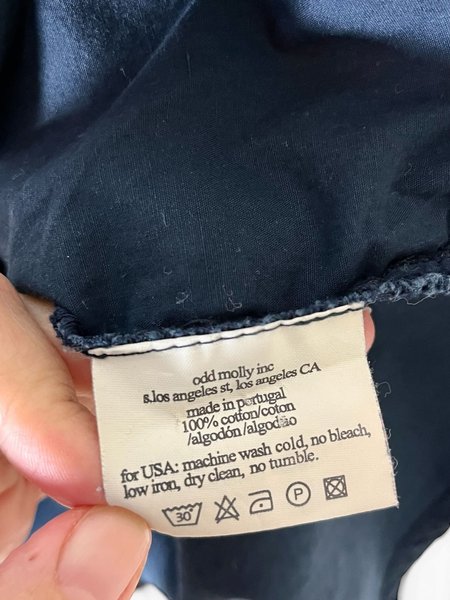 odd molly inc
s.los angeles st, los angeles CA
made in portugal
100% cotton/coton
/algodón/algodão
for USA: machine wash cold, no bleach,
low iron, dry clean, no tumble.
30° P